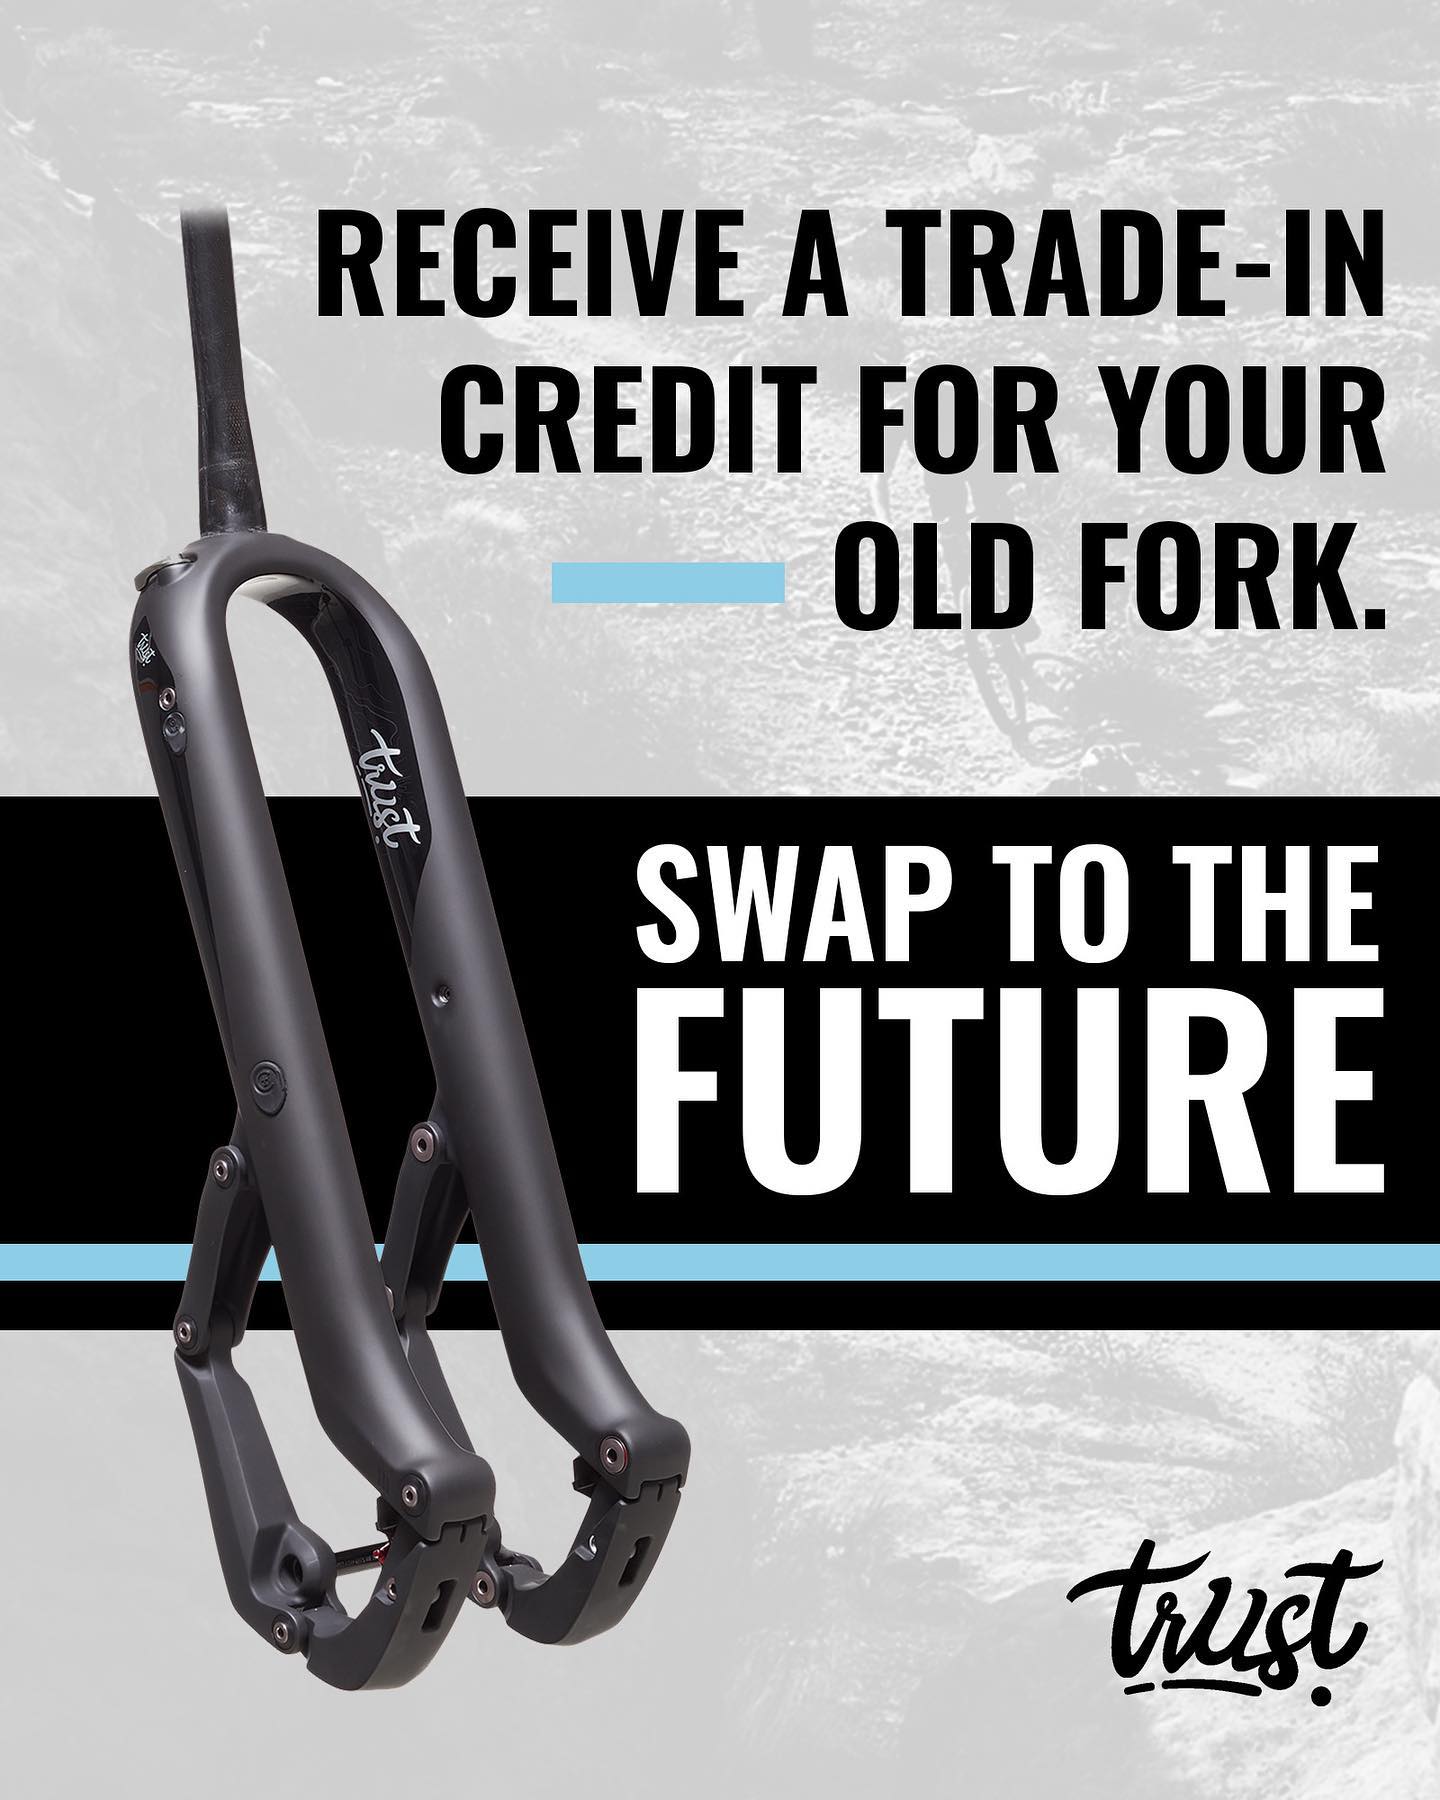 RECEIVE A TRADE-IN
CREDIT FOR YOUR
OLD FORK.
trust
trust.
SWAP TO THE
FUTURE
trust.